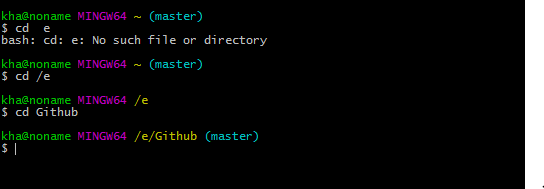 kha@noname MINGW64 ~ (master)
$ cd  e
bash: cd: e: No such file or directory
kha@noname MINGW64 ~ (master)
$ cd /e
kha@noname MINGW64 /e
$ cd Github
kha@noname MINGW64 /e/Github (master)
$